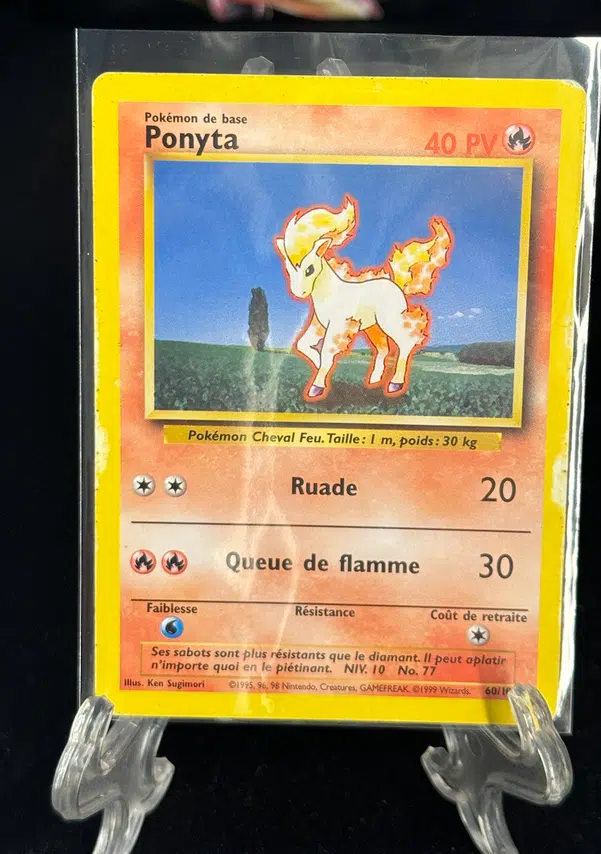 Pokémon de base
Ponyta
40 PV
Pokémon Cheval Feu. Taille: 1 m, poids: 30 kg
Ruade 20
Queue de flamme 30
Faiblesse Résistance Coût de retraite
Ses sabots sont plus résistants que le diamant. Il peut aplatir
n'importe quoi en le piétinant. NIV. 10 No. 77
Illus. Ken Sugimori ©1995, 96, 98 Nintendo, Creatures, GAMEFREAK. ©1999 Wizards.